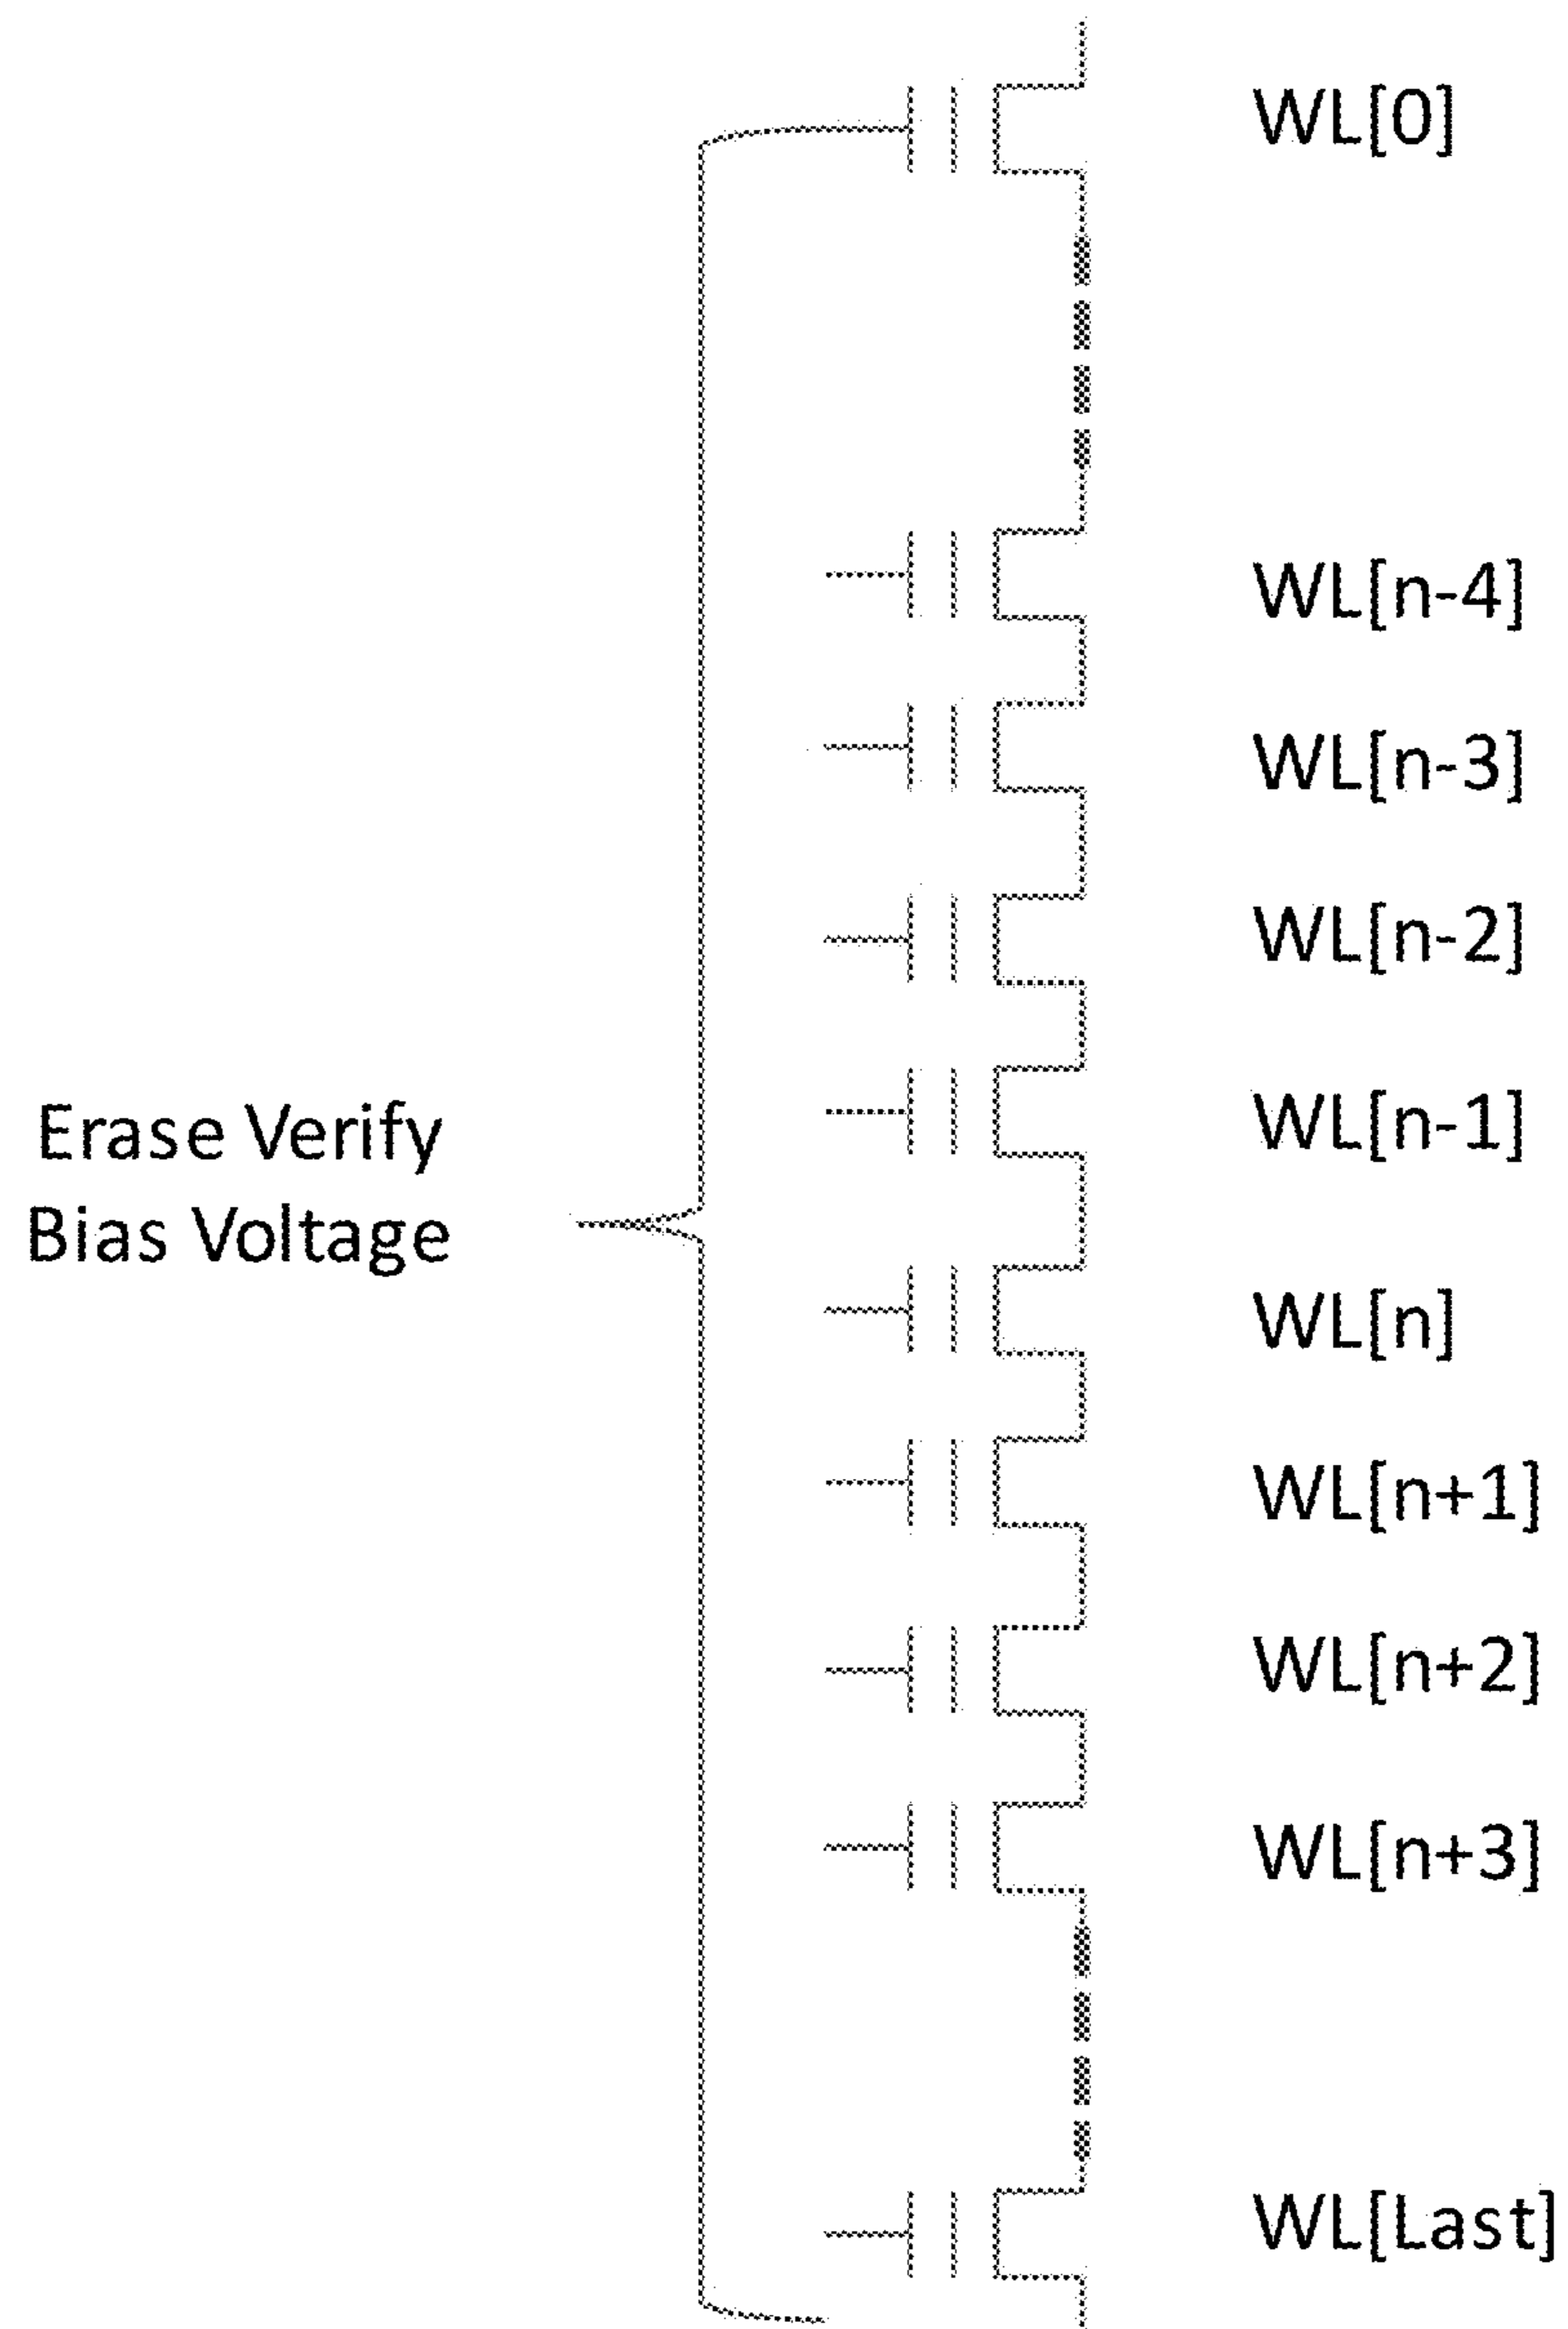 WL[0]
WL[n-4]
WL[n-3]
WL[n-2]
WL[n-1]
Erase Verify
Bias Voltage
WL[n]
WL[n+1]
WL[n+2]
WL[n+3]
WL[Last]